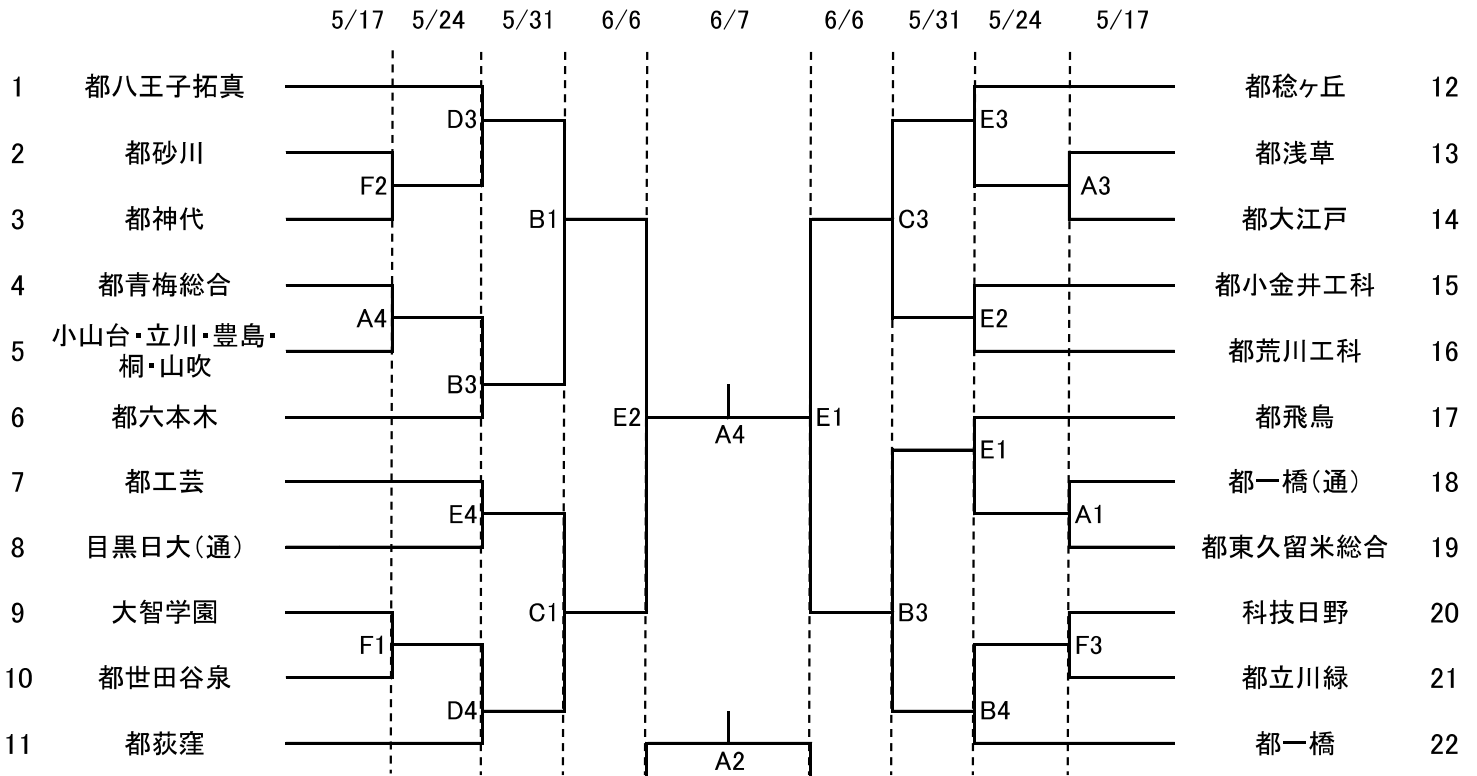 5/17 5/24 5/31 6/6 6/7 6/6 5/31 5/24 5/17
1 都八王子拓真 都稔ヶ丘 12
D3 E3
2 都砂川 都浅草 13
F2 A3
3 都神代 B1 C3 都大江戸 14
4 都青梅総合 都小金井工科 15
A4 E2
5 小山台・立川・豊島・
桐・山吹 都荒川工科 16
B3
6 都六本木 E2 A4 E1 都飛鳥 17
E1
7 都工芸 都一橋(通) 18
E4 A1
8 目黒日大(通) 都東久留米総合 19
9 大智学園 C1 B3 科技日野 20
F1 F3
10 都世田谷泉 都立川緑 21
D4 B4
11 都荻窪 A2 都一橋 22